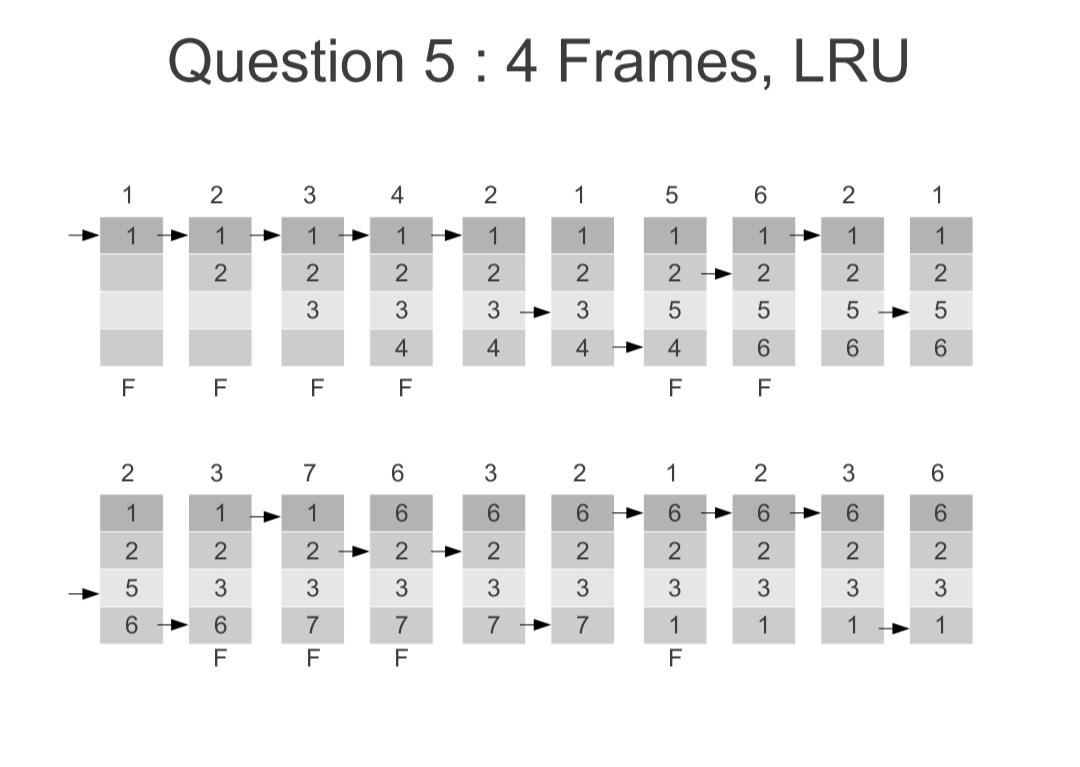 Question 5 : 4 Frames, LRU
1 2 3 4 2 1 5 6 2 1
1 1 1 1 1 1 1 1 1 1
2 2 2 2 2 2 2 2 2
3 3 3 3 5 5 5 5
4 4 4 4 6 6 6
F F F F F F
2 3 7 6 3 2 1 2 3 6
1 1 1 6 6 6 6 6 6 6
2 2 2 2 2 2 2 2 2 2
5 3 3 3 3 3 3 3 3 3
6 6 7 7 7 7 1 1 1 1
F F F F